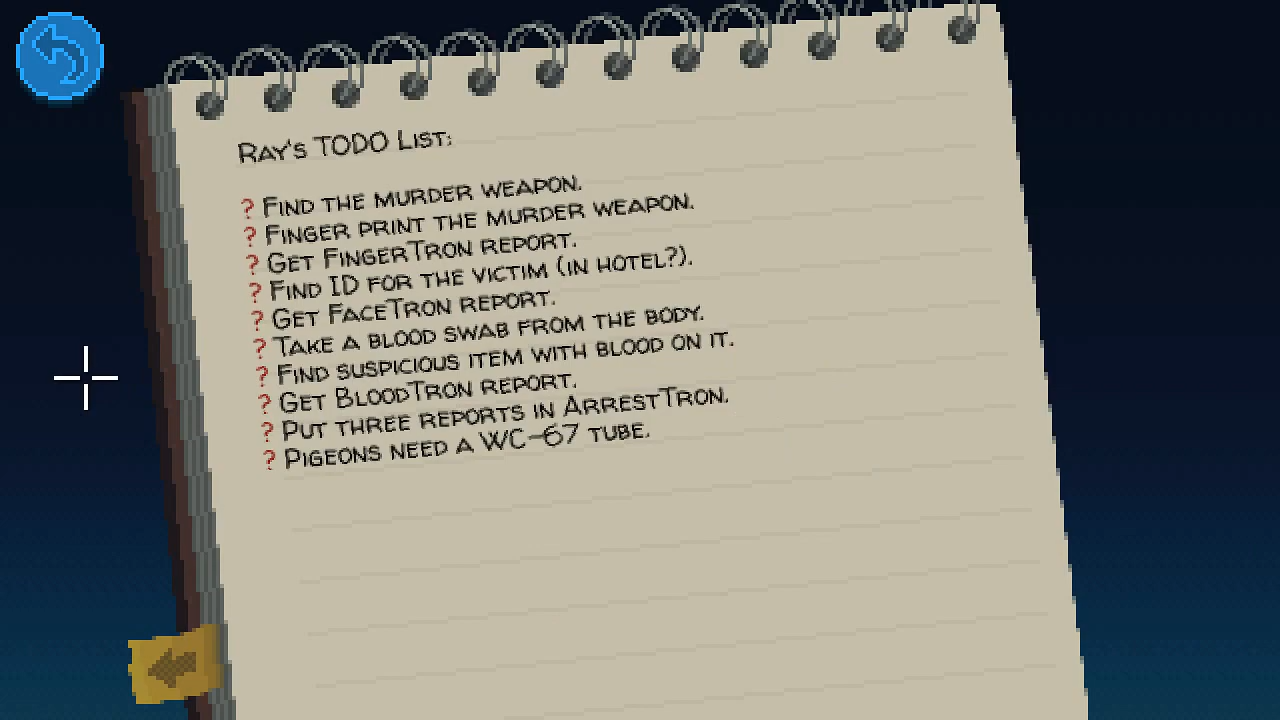 Ray's TODO List:
? Find the murder weapon.
? Finger print the murder weapon.
? Get FingerTron report.
? Find ID for the victim (in hotel?).
? Get FaceTron report.
? Take a blood swab from the body.
? Find suspicious item with blood on it.
? Get BloodTron report.
? Put three reports in ArrestTron.
? Pigeons need a WC-67 tube.